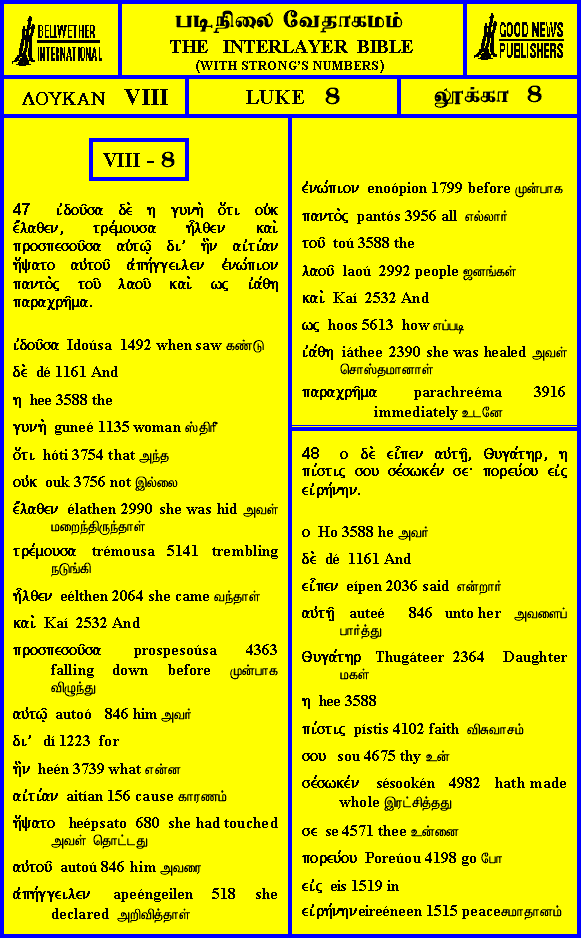 BELLWETHER
INTERNATIONAL
படிநிலை வேதாகமம்
THE INTERLAYER BIBLE
(WITH STRONG'S NUMBERS)
GOOD NEWS
PUBLISHERS
ΛΟΥΚΑΝ VIII
LUKE 8
லூக்கா 8
VIII - 8
47 ἰδοῦσα δὲ η γυνὴ ὅτι οὐκ
ἔλαθεν, τρέμουσα ἦλθεν καὶ
προσπεσοῦσα αὐτῷ δι' ἣν αἰτίαν
ἥψατο αὐτοῦ ἀπήγγειλεν ἐνώπιον
παντὸς τοῦ λαοῦ καὶ ως ἰάθη
παραχρῆμα.
ἰδοῦσα Idoúsa 1492 when saw கண்டு
δὲ dé 1161 And
η hee 3588 the
γυνὴ guneé 1135 woman ஸ்திரீ
ὅτι hóti 3754 that அந்த
οὐκ ouk 3756 not இல்லை
ἔλαθεν élathen 2990 she was hid அவள்
மறைந்திருந்தாள்
τρέμουσα trémousa 5141 trembling
நடுங்கி
ἦλθεν eélthen 2064 she came வந்தாள்
καὶ Kaí 2532 And
προσπεσοῦσα prospesoúsa 4363
falling down before முன்பாக
விழுந்து
αὐτῷ autoó 846 him அவர்
δι' dí 1223 for
ἣν heén 3739 what என்ன
αἰτίαν aitían 156 cause காரணம்
ἥψατο heépsato 680 she had touched
அவள் தொட்டது
αὐτοῦ autoú 846 him அவரை
ἀπήγγειλεν apeéngeilen 518 she
declared அறிவித்தாள்
ἐνώπιον enoópion 1799 before முன்பாக
παντὸς pantós 3956 all எல்லார்
τοῦ toú 3588 the
λαοῦ laoú 2992 people ஜனங்கள்
καὶ Kaí 2532 And
ως hoos 5613 how எப்படி
ἰάθη iáthee 2390 she was healed அவள்
சொஸ்தமானாள்
παραχρῆμα parachreéma 3916
immediately உடனே
48 ο δὲ εἶπεν αὐτῇ, Θυγάτηρ, η
πίστις σου σέσωκέν σε· πορεύου εἰς
εἰρήνην.
ο Ho 3588 he அவர்
δὲ dé 1161 And
εἶπεν eípen 2036 said என்றார்
αὐτῇ auteé 846 unto her அவளைப்
பார்த்து
Θυγάτηρ Thugáteer 2364 Daughter
மகள்
η hee 3588
πίστις pístis 4102 faith விசுவாசம்
σου sou 4675 thy உன்
σέσωκέν sésookén 4982 hath made
whole இரட்சித்தது
σε se 4571 thee உன்னை
πορεύου Poreúou 4198 go போ
εἰς eis 1519 in
εἰρήνην eireéneen 1515 peace சமாதானம்